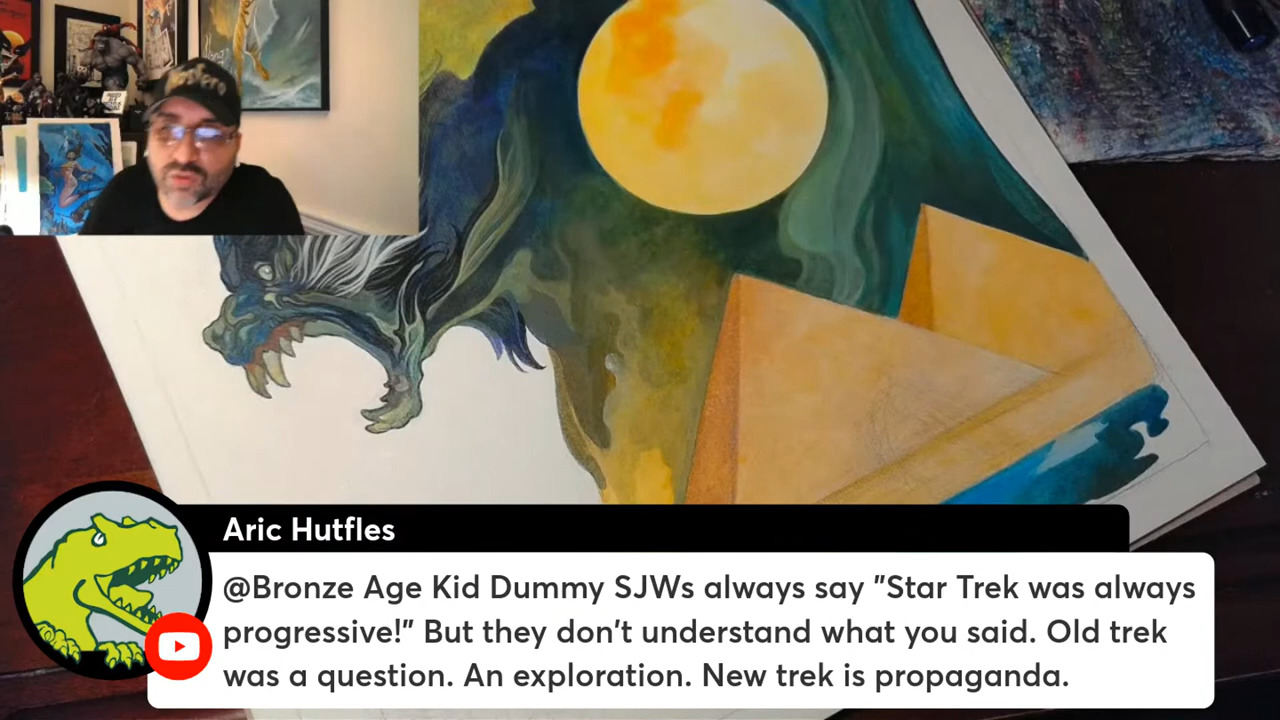 Aric Hutfles
@Bronze Age Kid Dummy SJWs always say "Star Trek was always
progressive!" But they don't understand what you said. Old trek
was a question. An exploration. New trek is propaganda.